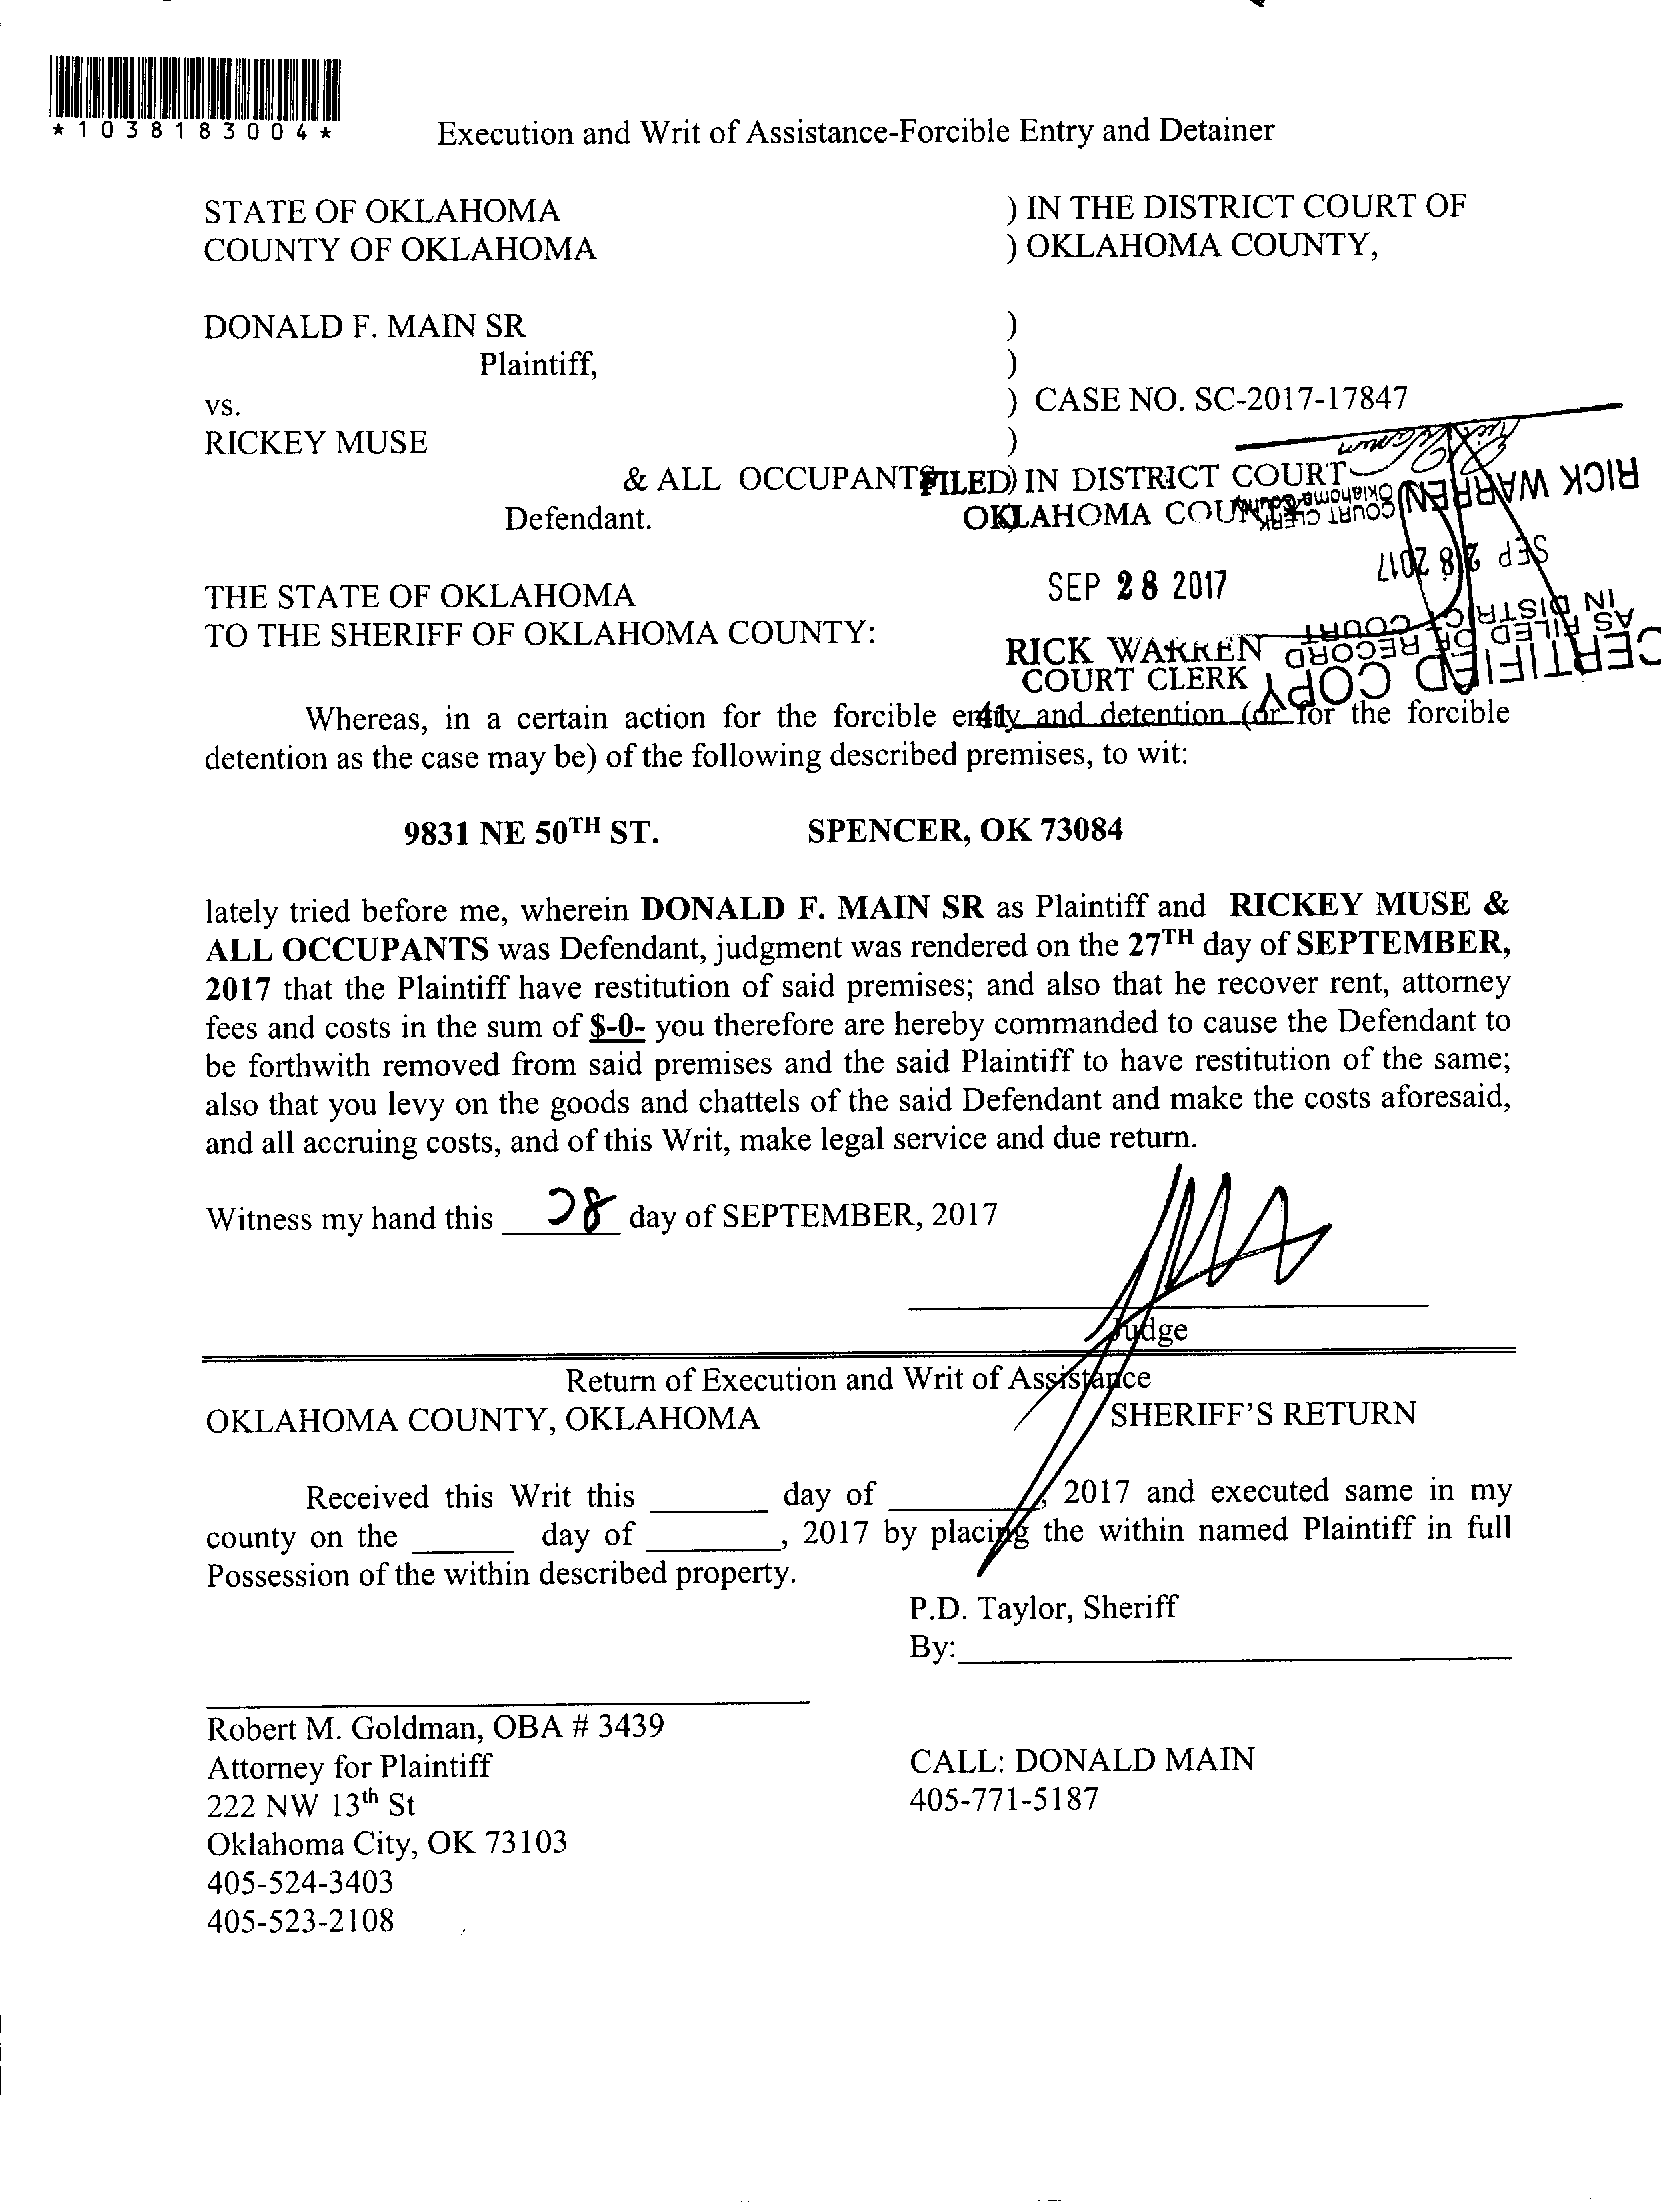 *1038183004*
Execution and Writ of Assistance-Forcible Entry and Detainer
STATE OF OKLAHOMA ) IN THE DISTRICT COURT OF
COUNTY OF OKLAHOMA ) OKLAHOMA COUNTY,
DONALD F. MAIN SR )
Plaintiff, )
vs. ) CASE NO. SC-2017-17847
RICKEY MUSE )
& ALL OCCUPANTS )
Defendant. )
FILED IN DISTRICT COURT
OKLAHOMA COUNTY
SEP 28 2017
RICK WARREN
COURT CLERK
41
CERTIFIED COPY
AS FILED OF RECORD
IN DISTRICT COURT
SEP 28 2017
RICK WARREN
COURT CLERK
Oklahoma County
THE STATE OF OKLAHOMA
TO THE SHERIFF OF OKLAHOMA COUNTY:
Whereas, in a certain action for the forcible entity and detention (or for the forcible
detention as the case may be) of the following described premises, to wit:
9831 NE 50TH ST. SPENCER, OK 73084
lately tried before me, wherein DONALD F. MAIN SR as Plaintiff and RICKEY MUSE &
ALL OCCUPANTS was Defendant, judgment was rendered on the 27TH day of SEPTEMBER,
2017 that the Plaintiff have restitution of said premises; and also that he recover rent, attorney
fees and costs in the sum of $-0- you therefore are hereby commanded to cause the Defendant to
be forthwith removed from said premises and the said Plaintiff to have restitution of the same;
also that you levy on the goods and chattels of the said Defendant and make the costs aforesaid,
and all accruing costs, and of this Writ, make legal service and due return.
Witness my hand this 28 day of SEPTEMBER, 2017
Judge
Return of Execution and Writ of Assistance
OKLAHOMA COUNTY, OKLAHOMA SHERIFF'S RETURN
Received this Writ this ______ day of ______, 2017 and executed same in my
county on the ______ day of ______, 2017 by placing the within named Plaintiff in full
Possession of the within described property.
P.D. Taylor, Sheriff
By:______
Robert M. Goldman, OBA # 3439
Attorney for Plaintiff
222 NW 13th St
Oklahoma City, OK 73103
405-524-3403
405-523-2108
CALL: DONALD MAIN
405-771-5187